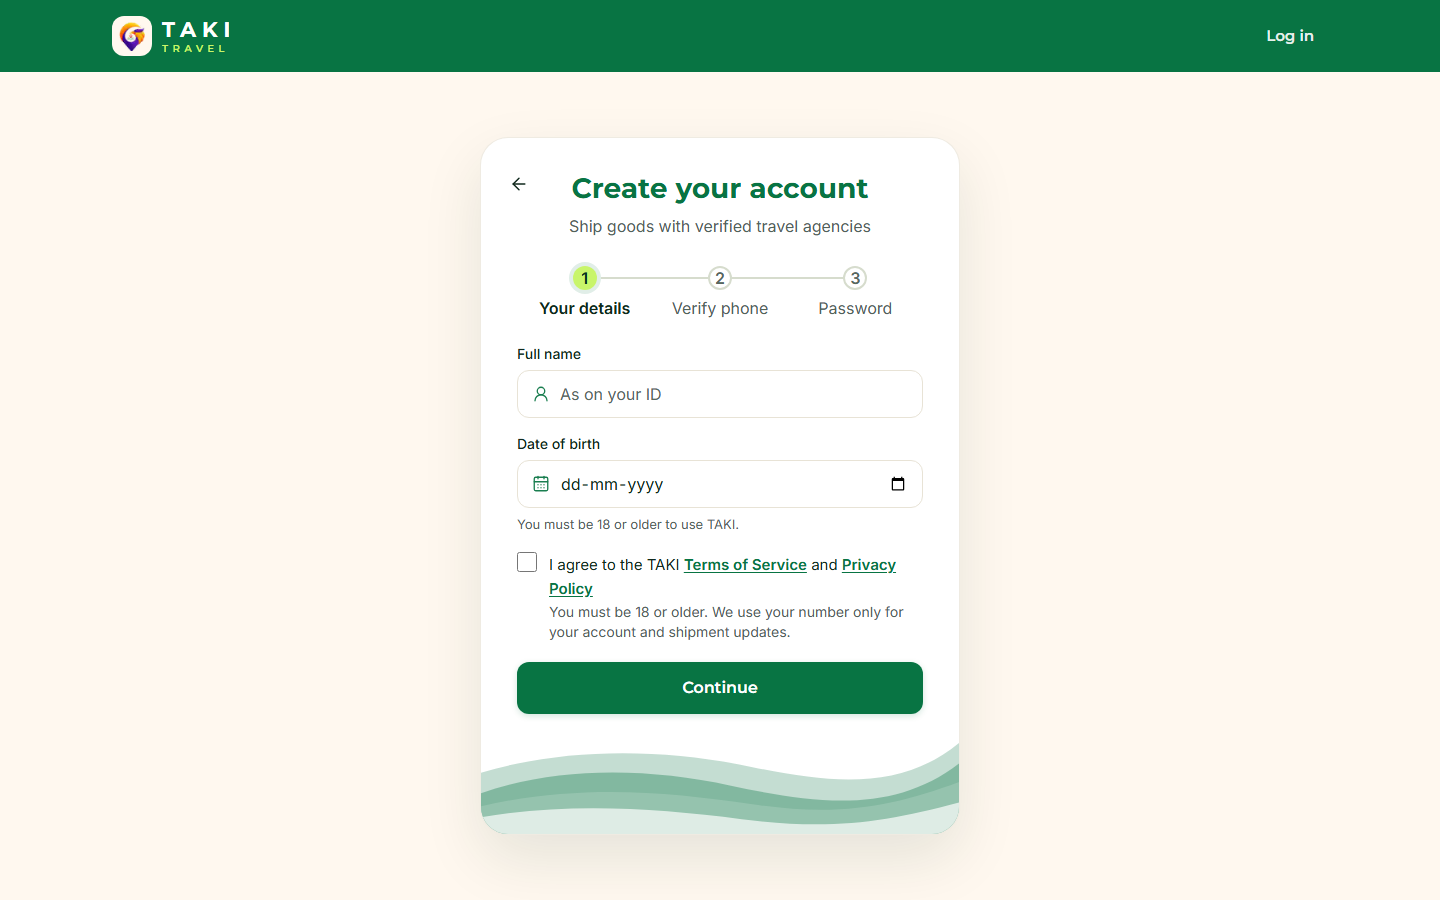 TAKI
TRAVEL
Log in
Create your account
Ship goods with verified travel agencies
1 2 3
Your details Verify phone Password
Full name
As on your ID
Date of birth
dd-mm-yyyy
You must be 18 or older to use TAKI.
I agree to the TAKI Terms of Service and Privacy
Policy
You must be 18 or older. We use your number only for
your account and shipment updates.
Continue